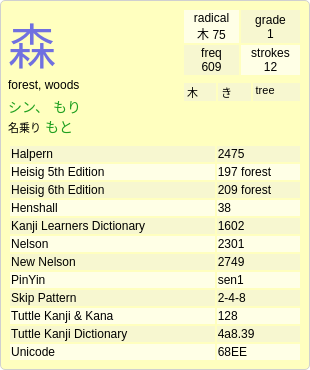 森
radical
木 75
grade
1
freq
609
strokes
12
forest, woods
シン、 もり
名乗り もと
木 き tree
Halpern 2475
Heisig 5th Edition 197 forest
Heisig 6th Edition 209 forest
Henshall 38
Kanji Learners Dictionary 1602
Nelson 2301
New Nelson 2749
PinYin sen1
Skip Pattern 2-4-8
Tuttle Kanji & Kana 128
Tuttle Kanji Dictionary 4a8.39
Unicode 68EE